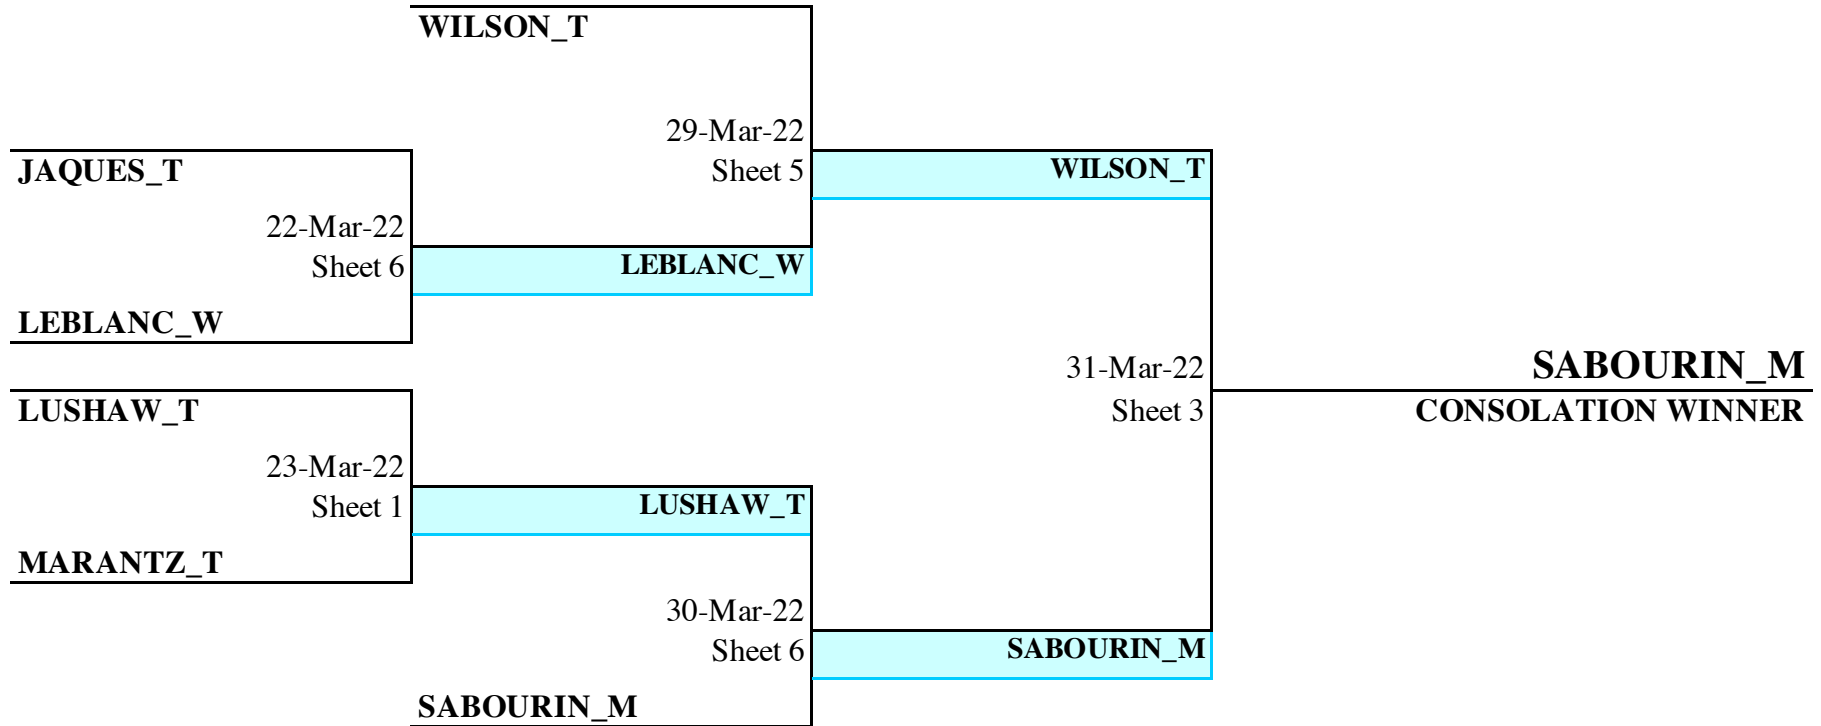 WILSON_T
29-Mar-22
Sheet 5
JAQUES_T
WILSON_T
22-Mar-22
Sheet 6
LEBLANC_W
LEBLANC_W
31-Mar-22
Sheet 3
SABOURIN_M
CONSOLATION WINNER
LUSHAW_T
23-Mar-22
Sheet 1
LUSHAW_T
MARANTZ_T
30-Mar-22
Sheet 6
SABOURIN_M
SABOURIN_M